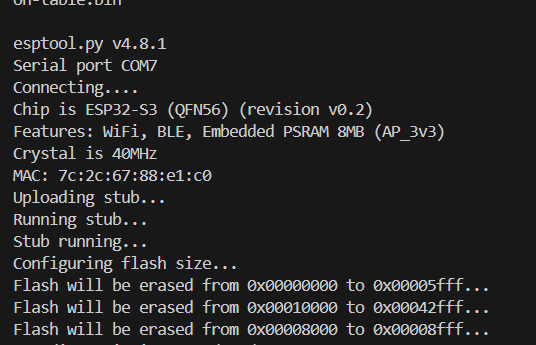 on-table.bin
esptool.py v4.8.1
Serial port COM7
Connecting....
Chip is ESP32-S3 (QFN56) (revision v0.2)
Features: WiFi, BLE, Embedded PSRAM 8MB (AP_3v3)
Crystal is 40MHz
MAC: 7c:2c:67:88:e1:c0
Uploading stub...
Running stub...
Stub running...
Configuring flash size...
Flash will be erased from 0x00000000 to 0x00005fff...
Flash will be erased from 0x00010000 to 0x00042fff...
Flash will be erased from 0x00008000 to 0x00008fff...